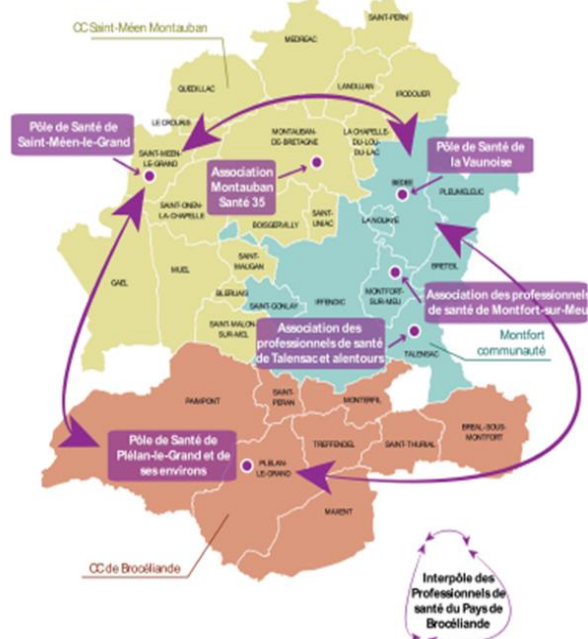 CC Saint-Méen Montauban
SAINT-PERN
MEDREAC
QUEDILLAC
LANDUJAN
IRODOUER
LE CROUAIS
Pôle de Santé de
Saint-Méen-le-Grand
SAINT-MEEN-
LE-GRAND
MONTAUBAN-
DE-BRETAGNE
LA CHAPELLE-
DU-LOU-
DU-LAC
Pôle de Santé de
la Vaunoise
Association
Montauban
Santé 35
BEDEE
PLEUMELEUC
SAINT-ONEN-
LA-CHAPELLE
BOISGERVILLY
SAINT-
UNIAC
LA NOUAYE
GAEL
MUEL
SAINT-
MAUGAN
BRETEIL
BLERUAIS
SAINT-GONLAY
IFFENDIC
MONTFORT-
SUR-MEU
Association des professionnels
de santé de Montfort-sur-Meu
SAINT-MALON-
SUR-MEL
Association des
professionnels de santé
de Talensac et alentours
TALENSAC
Montfort
communauté
PAIMPONT
SAINT-
PERAN
MONTERFIL
TREFFENDEL
SAINT-THURIAL
BREAL-SOUS-
MONTFORT
Pôle de Santé de
Plélan-le-Grand et de
ses environs
PLELAN-
LE-GRAND
MAXENT
CC de Brocéliande
Interpôle des
Professionnels de
santé du Pays de
Brocéliande